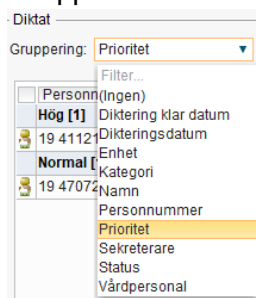 Diktat
Gruppering: Prioritet
Filter...
Personn
(Ingen)
Hög [1]
Diktering klar datum
19 41121
Dikteringsdatum
Enhet
Normal [
Kategori
19 47072
Namn
Personnummer
Prioritet
Sekreterare
Status
Vårdpersonal